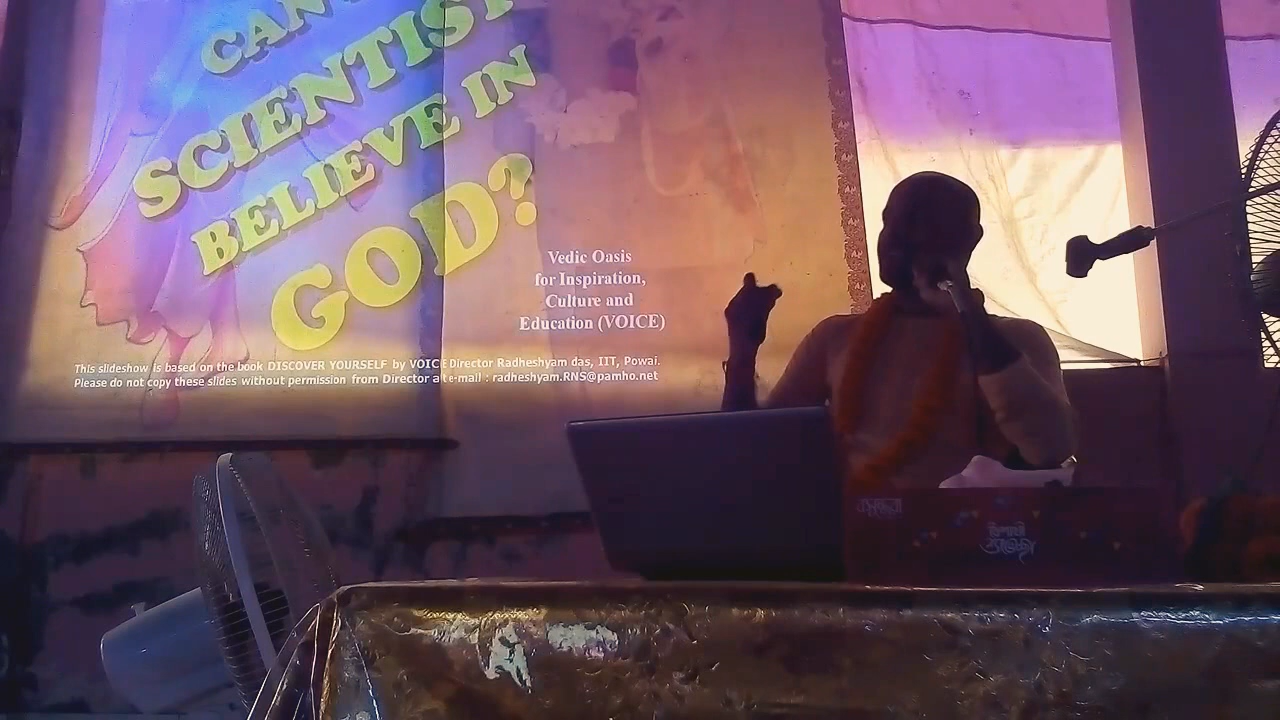 CAN
SCIENTIST
BELIEVE IN
GOD?
Vedic Oasis
for Inspiration,
Culture and
Education (VOICE)
This slideshow is based on the book DISCOVER YOURSELF by VOICE Director Radheshyam das, IIT, Powai.
Please do not copy these slides without permission from Director at e-mail : radheshyam.RNS@pamho.net